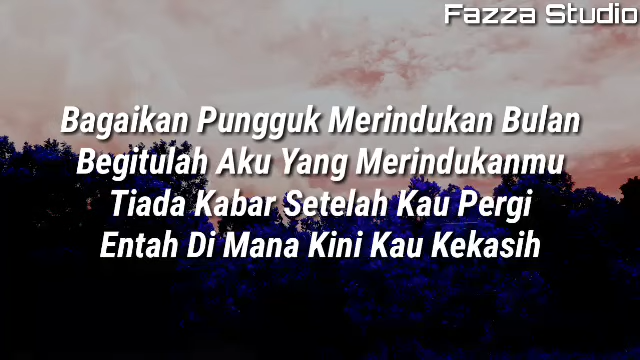 Fazza Studio
Bagaikan Pungguk Merindukan Bulan
Begitulah Aku Yang Merindukanmu
Tiada Kabar Setelah Kau Pergi
Entah Di Mana Kini Kau Kekasih